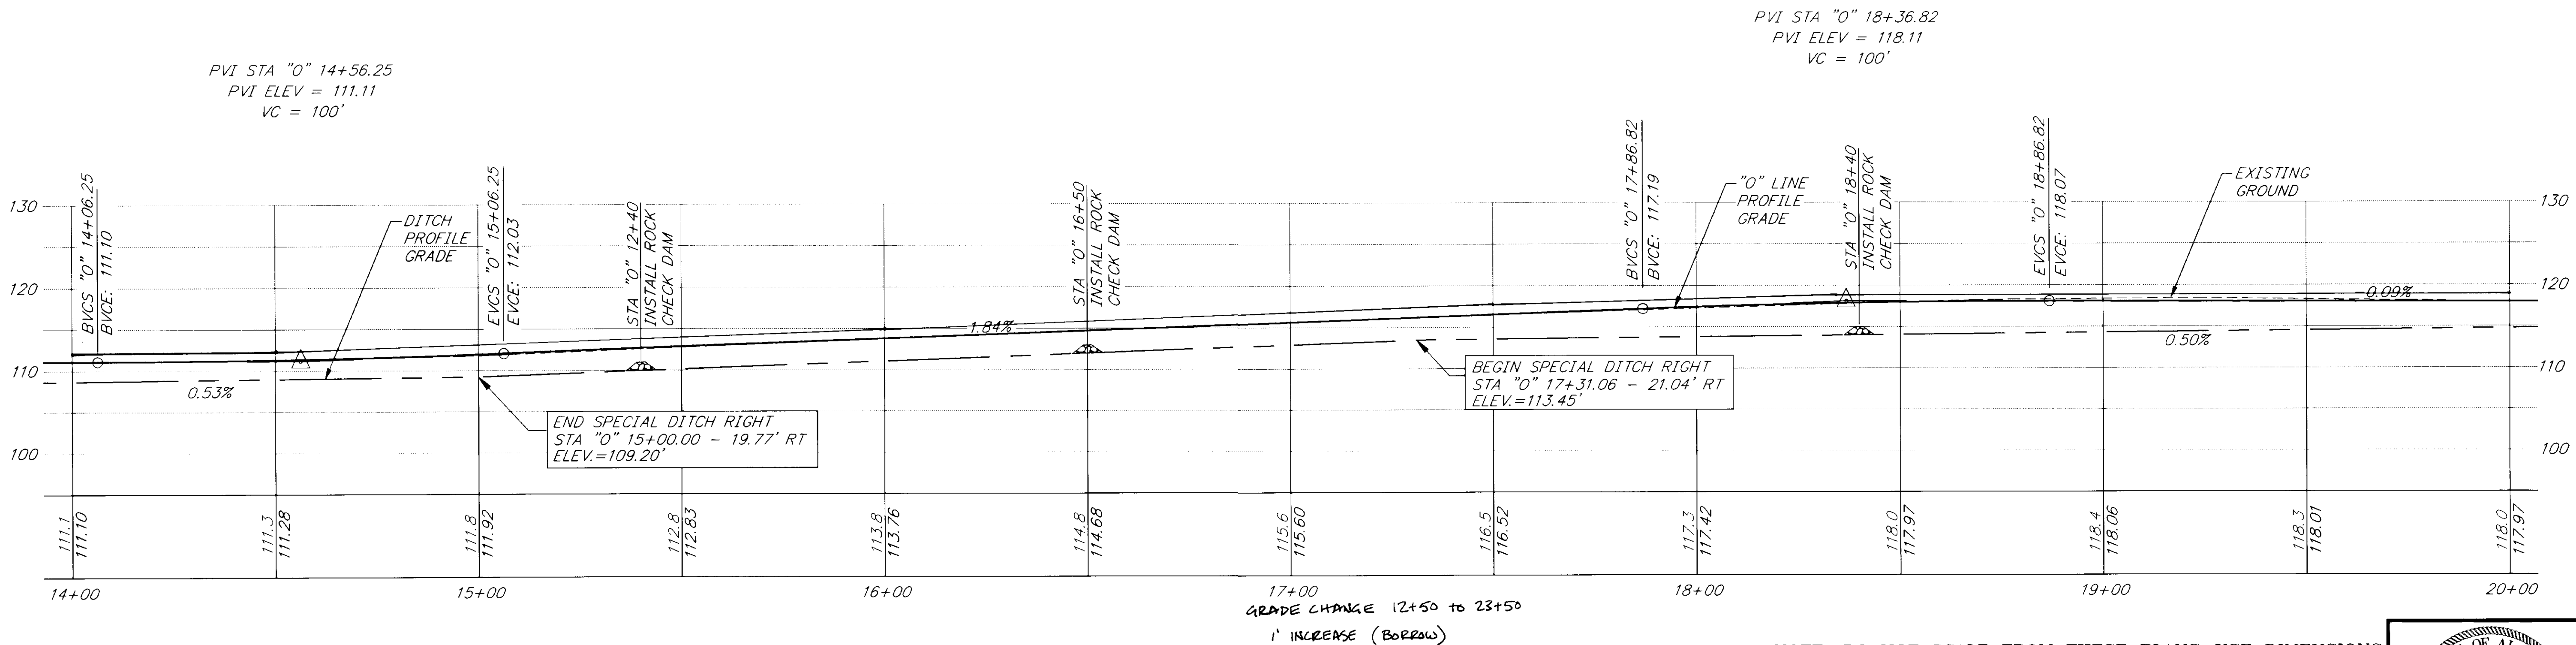 PVI STA "O" 14+56.25
PVI ELEV = 111.11
VC = 100'
PVI STA "O" 18+36.82
PVI ELEV = 118.11
VC = 100'
BVCS "O" 14+06.25
BVCE: 111.10
DITCH
PROFILE
GRADE
EVCS "O" 15+06.25
EVCE: 112.03
STA "O" 12+40
INSTALL ROCK
CHECK DAM
STA "O" 16+50
INSTALL ROCK
CHECK DAM
BVCS "O" 17+86.82
BVCE: 117.19
"O" LINE
PROFILE
GRADE
STA "O" 18+40
INSTALL ROCK
CHECK DAM
EVCS "O" 18+86.82
EVCE: 118.07
EXISTING
GROUND
130
120
110
100
130
120
110
100
0.53%
1.84%
-0.09%
0.50%
END SPECIAL DITCH RIGHT
STA "O" 15+00.00 - 19.77' RT
ELEV.=109.20'
BEGIN SPECIAL DITCH RIGHT
STA "O" 17+31.06 - 21.04' RT
ELEV.=113.45'
111.1
111.10
111.3
111.28
111.8
111.92
112.8
112.83
113.8
113.76
114.8
114.68
115.6
115.60
116.5
116.52
117.3
117.42
118.0
117.97
118.4
118.06
118.3
118.01
118.0
117.97
14+00
15+00
16+00
17+00
18+00
19+00
20+00
GRADE CHANGE 12+50 to 23+50
1' INCREASE (BORROW)